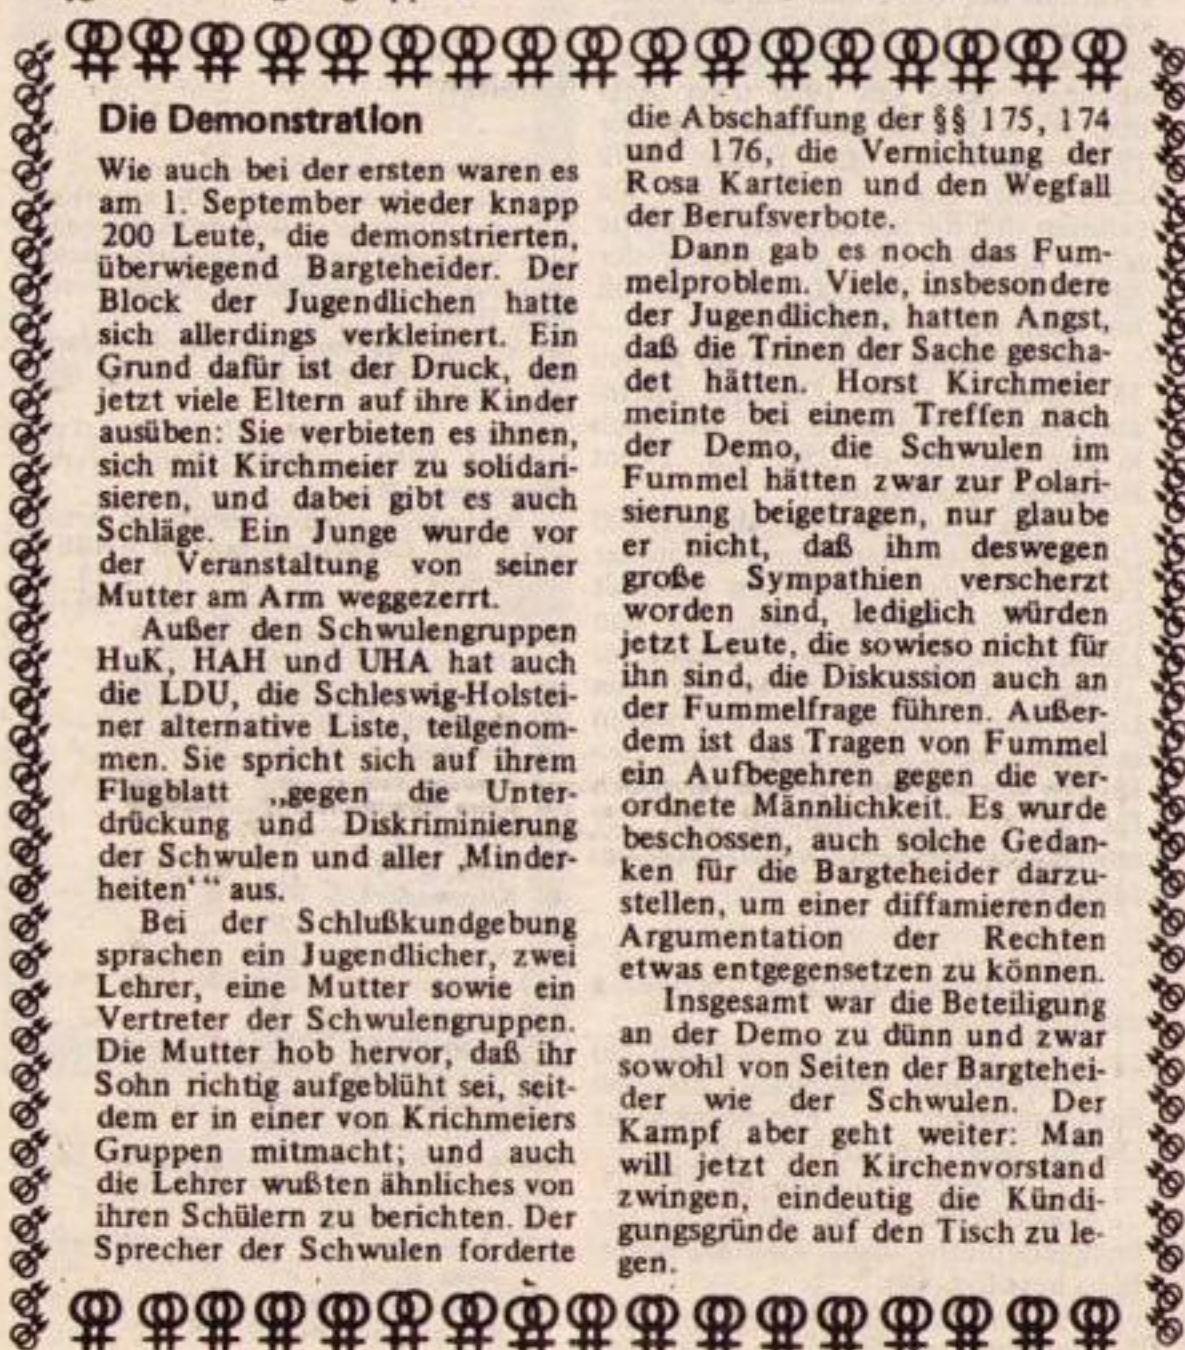 Die Demonstration
Wie auch bei der ersten waren es
am 1. September wieder knapp
200 Leute, die demonstrierten,
überwiegend Bargteheider. Der
Block der Jugendlichen hatte
sich allerdings verkleinert. Ein
Grund dafür ist der Druck, den
jetzt viele Eltern auf ihre Kinder
ausüben: Sie verbieten es ihnen,
sich mit Kirchmeier zu solidari-
sieren, und dabei gibt es auch
Schläge. Ein Junge wurde vor
der Veranstaltung von seiner
Mutter am Arm weggezerrt.
Außer den Schwulengruppen
HuK, HAH und UHA hat auch
die LDU, die Schleswig-Holstei-
ner alternative Liste, teilgenom-
men. Sie spricht sich auf ihrem
Flugblatt „gegen die Unter-
drückung und Diskriminierung
der Schwulen und aller ‚Minder-
heiten‘“ aus.
Bei der Schlußkundgebung
sprachen ein Jugendlicher, zwei
Lehrer, eine Mutter sowie ein
Vertreter der Schwulengruppen.
Die Mutter hob hervor, daß ihr
Sohn richtig aufgeblüht sei, seit-
dem er in einer von Krichmeiers
Gruppen mitmacht; und auch
die Lehrer wußten ähnliches von
ihren Schülern zu berichten. Der
Sprecher der Schwulen forderte
die Abschaffung der §§ 175, 174
und 176, die Vernichtung der
Rosa Karteien und den Wegfall
der Berufsverbote.
Dann gab es noch das Fum-
melproblem. Viele, insbesondere
der Jugendlichen, hatten Angst,
daß die Trinen der Sache gescha-
det hätten. Horst Kirchmeier
meinte bei einem Treffen nach
der Demo, die Schwulen im
Fummel hätten zwar zur Polari-
sierung beigetragen, nur glaube
er nicht, daß ihm deswegen
große Sympathien verscherzt
worden sind, lediglich würden
jetzt Leute, die sowieso nicht für
ihn sind, die Diskussion auch an
der Fummelfrage führen. Außer-
dem ist das Tragen von Fummel
ein Aufbegehren gegen die ver-
ordnete Männlichkeit. Es wurde
beschossen, auch solche Gedan-
ken für die Bargteheider darzu-
stellen, um einer diffamierenden
Argumentation der Rechten
etwas entgegensetzen zu können.
Insgesamt war die Beteiligung
an der Demo zu dünn und zwar
sowohl von Seiten der Bargtehei-
der wie der Schwulen. Der
Kampf aber geht weiter: Man
will jetzt den Kirchenvorstand
zwingen, eindeutig die Kündi-
gungsgründe auf den Tisch zu le-
gen.